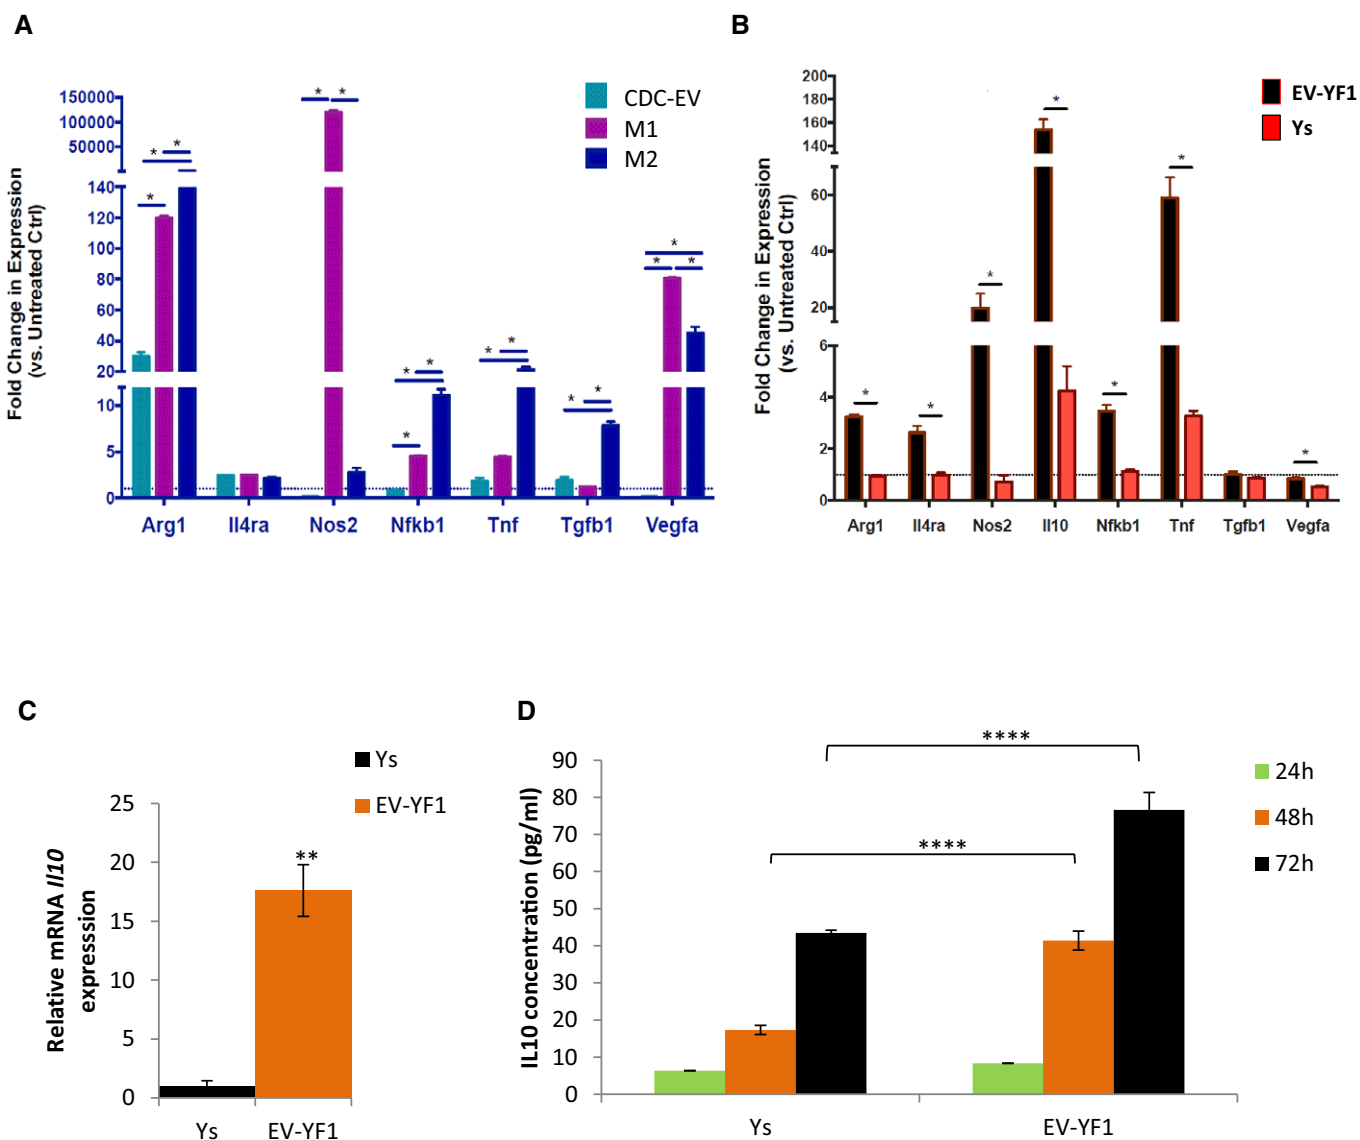 A
B
CDC-EV
M1
M2
EV-YF1
Ys
Fold Change in Expression
(vs. Untreated Ctrl)
150000
100000
50000
140
120
100
80
60
40
20
10
5
0
* * * * * * * * * * * * * * *
Arg1 Il4ra Nos2 Nfkb1 Tnf Tgfb1 Vegfa
Fold Change in Expression
(vs. Untreated Ctrl)
200
180
160
140
60
40
20
6
4
2
0
* * * * * * *
Arg1 Il4ra Nos2 Il10 Nfkb1 Tnf Tgfb1 Vegfa
C
D
Ys
EV-YF1
Relative mRNA Il10
expresssion
25
20
15
10
5
0
**
Ys EV-YF1
IL10 concentration (pg/ml)
90
80
70
60
50
40
30
20
10
0
****
****
24h
48h
72h
Ys EV-YF1